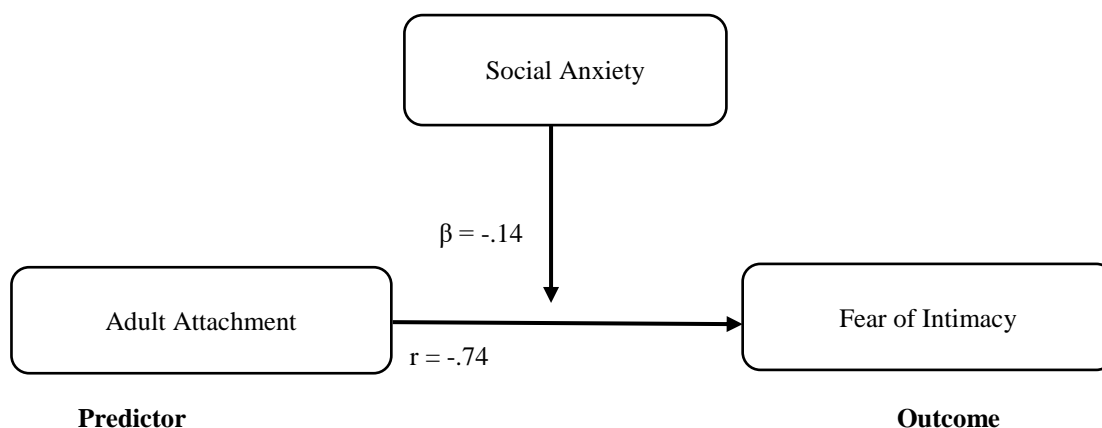 Social Anxiety
β = -.14
Adult Attachment
Fear of Intimacy
r = -.74
Predictor
Outcome